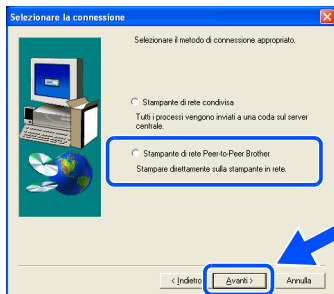 Selezionare la connessione
Selezionare il metodo di connessione appropriato.
Stampante di rete condivisa
Tutti i processi vengono inviati a una coda sul server
centrale.
Stampante di rete Peer-to-Peer Brother
Stampare direttamente sulla stampante in rete.
< Indietro
Avanti >
Annulla